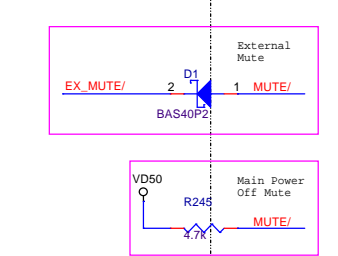 External
Mute
D1
EX_MUTE/ 2 1 MUTE/
BAS40P2
VD50
Main Power
Off Mute
R245
MUTE/
4.7k